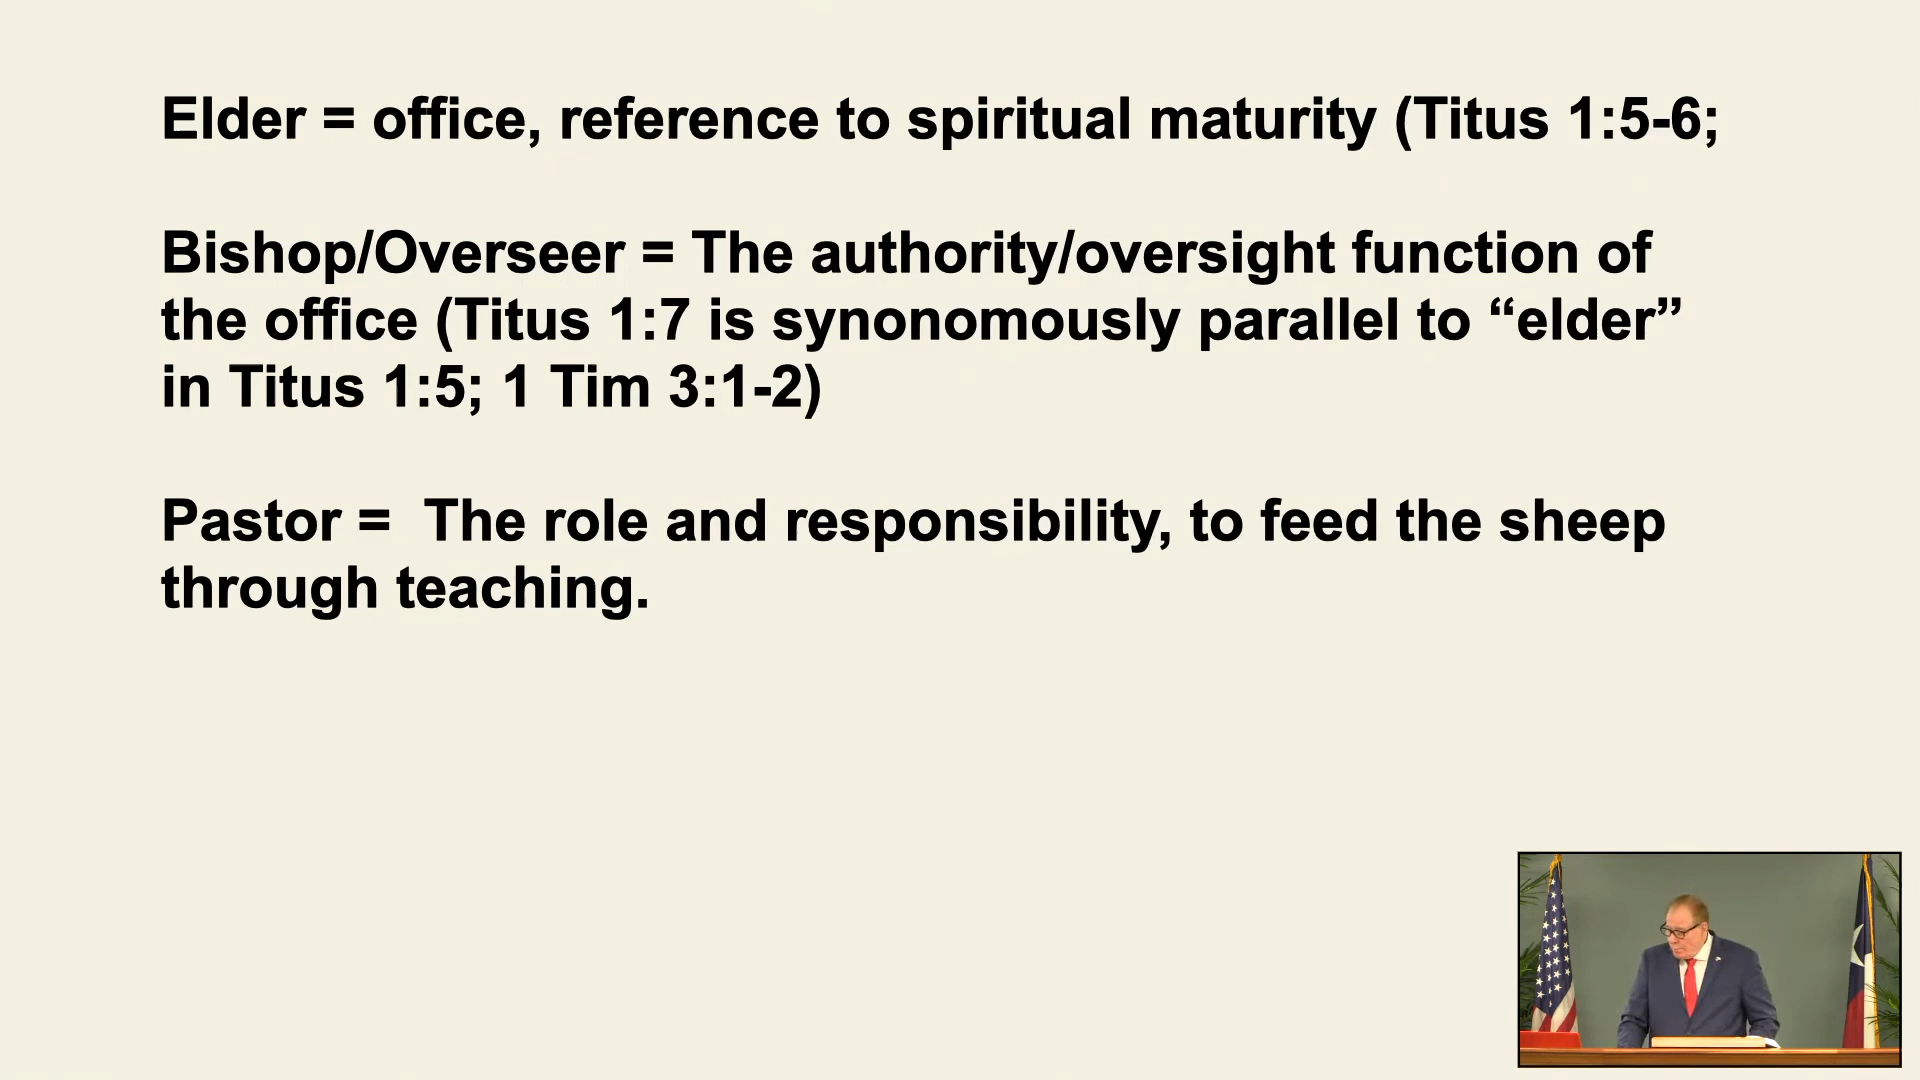 Elder = office, reference to spiritual maturity (Titus 1:5-6;
Bishop/Overseer = The authority/oversight function of
the office (Titus 1:7 is synonomously parallel to “elder”
in Titus 1:5; 1 Tim 3:1-2)
Pastor =  The role and responsibility, to feed the sheep
through teaching.